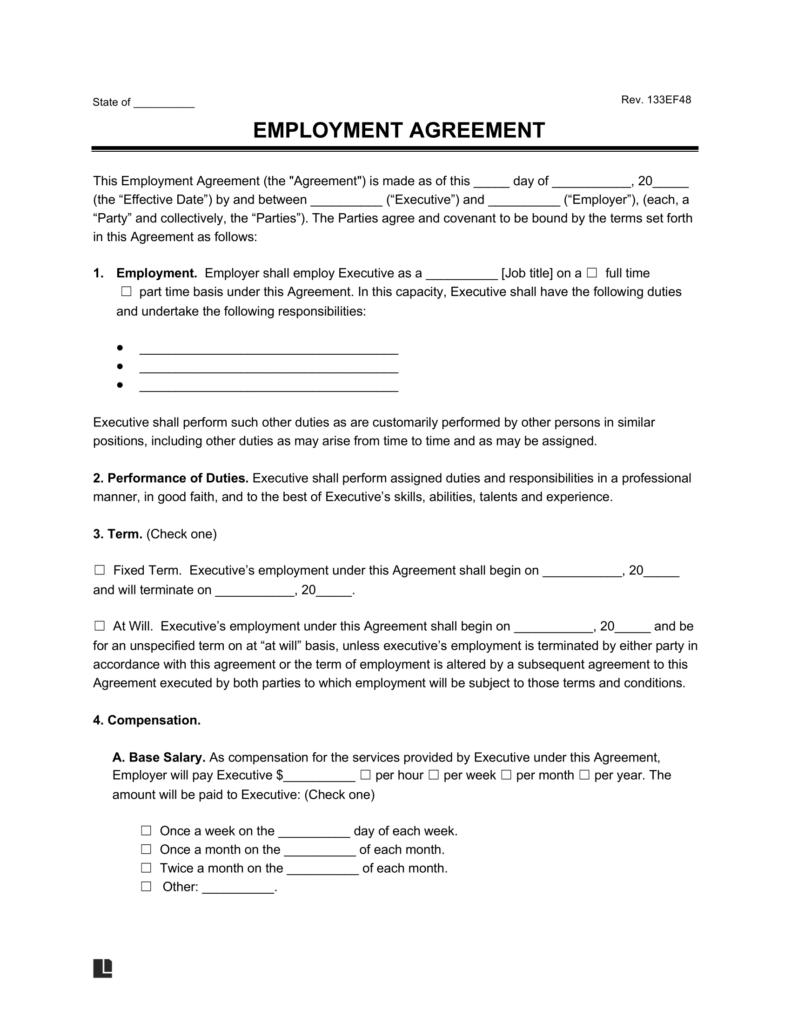 State of __________
Rev. 133EF48
EMPLOYMENT AGREEMENT
This Employment Agreement (the "Agreement") is made as of this _____ day of ___________, 20_____
(the “Effective Date”) by and between __________ (“Executive”) and __________ (“Employer”), (each, a
“Party” and collectively, the “Parties”). The Parties agree and covenant to be bound by the terms set forth
in this Agreement as follows:
1. Employment. Employer shall employ Executive as a __________ [Job title] on a ☐ full time
☐ part time basis under this Agreement. In this capacity, Executive shall have the following duties
and undertake the following responsibilities:
● ____________________________________
● ____________________________________
● ____________________________________
Executive shall perform such other duties as are customarily performed by other persons in similar
positions, including other duties as may arise from time to time and as may be assigned.
2. Performance of Duties. Executive shall perform assigned duties and responsibilities in a professional
manner, in good faith, and to the best of Executive’s skills, abilities, talents and experience.
3. Term. (Check one)
☐ Fixed Term. Executive’s employment under this Agreement shall begin on ___________, 20_____
and will terminate on ___________, 20_____.
☐ At Will. Executive’s employment under this Agreement shall begin on ___________, 20_____ and be
for an unspecified term on at “at will” basis, unless executive’s employment is terminated by either party in
accordance with this agreement or the term of employment is altered by a subsequent agreement to this
Agreement executed by both parties to which employment will be subject to those terms and conditions.
4. Compensation.
A. Base Salary. As compensation for the services provided by Executive under this Agreement,
Employer will pay Executive $__________ ☐ per hour ☐ per week ☐ per month ☐ per year. The
amount will be paid to Executive: (Check one)
☐ Once a week on the __________ day of each week.
☐ Once a month on the __________ of each month.
☐ Twice a month on the __________ of each month.
☐ Other: __________.